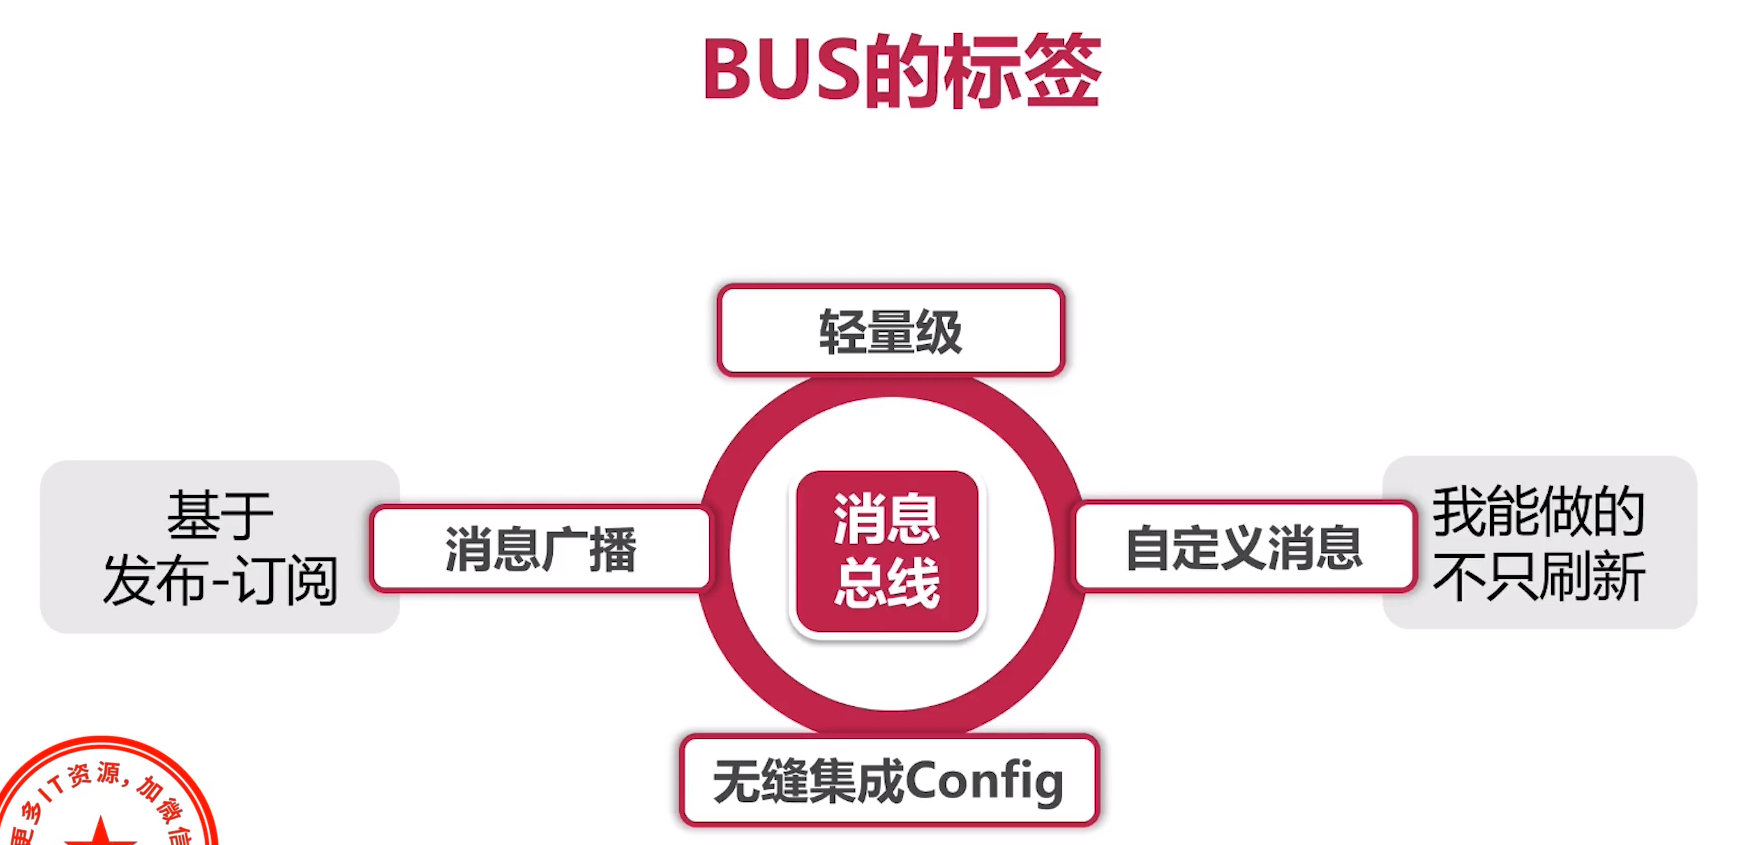 BUS的标签
轻量级
基于
发布-订阅
消息广播
消息
总线
自定义消息
我能做的
不只刷新
无缝集成Config
更多IT资源，加微信